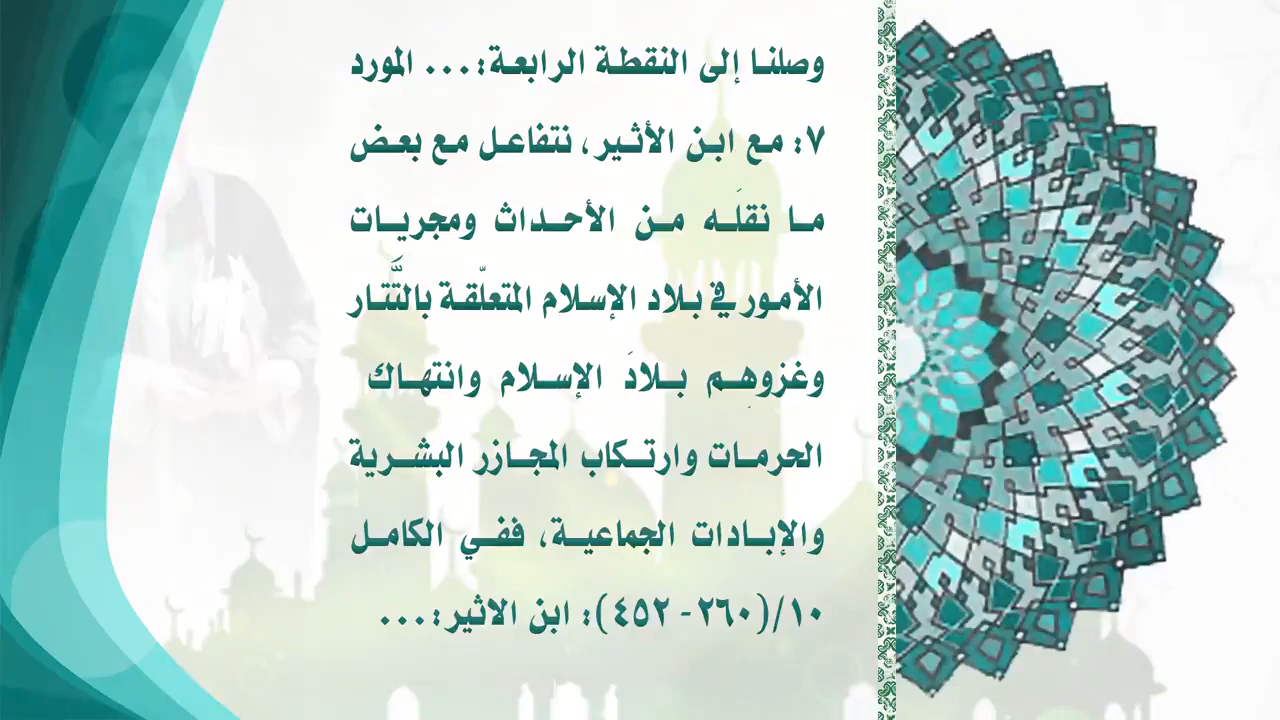 وصلنا إلى النقطة الرابعة:... المورد
٧: مع ابن الأثير، نتفاعل مع بعض
ما نقلَه من الأحداث ومجريات
الأمور في بلاد الإسلام المتعلّقة بالتَّتار
وغزوِهم بلادَ الإسلام وانتهاك
الحرمات وارتكاب المجازر البشرية
والإبادات الجماعية، ففي الكامل
١٠/(٢٦٠- ٤٥٢): ابن الاثير:...